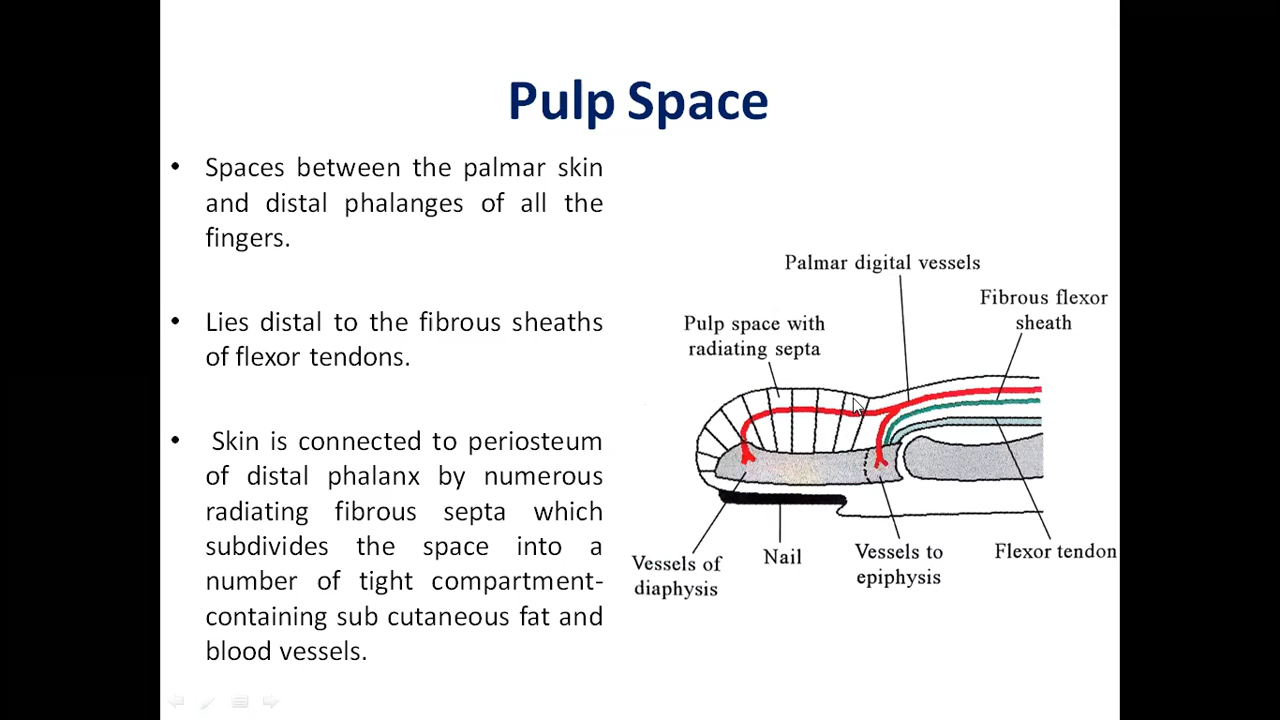 Pulp Space
• Spaces between the palmar skin
and distal phalanges of all the
fingers.
• Lies distal to the fibrous sheaths
of flexor tendons.
• Skin is connected to periosteum
of distal phalanx by numerous
radiating fibrous septa which
subdivides the space into a
number of tight compartment-
containing sub cutaneous fat and
blood vessels.
Palmar digital vessels
Fibrous flexor
sheath
Pulp space with
radiating septa
Vessels of
diaphysis
Nail
Vessels to
epiphysis
Flexor tendon